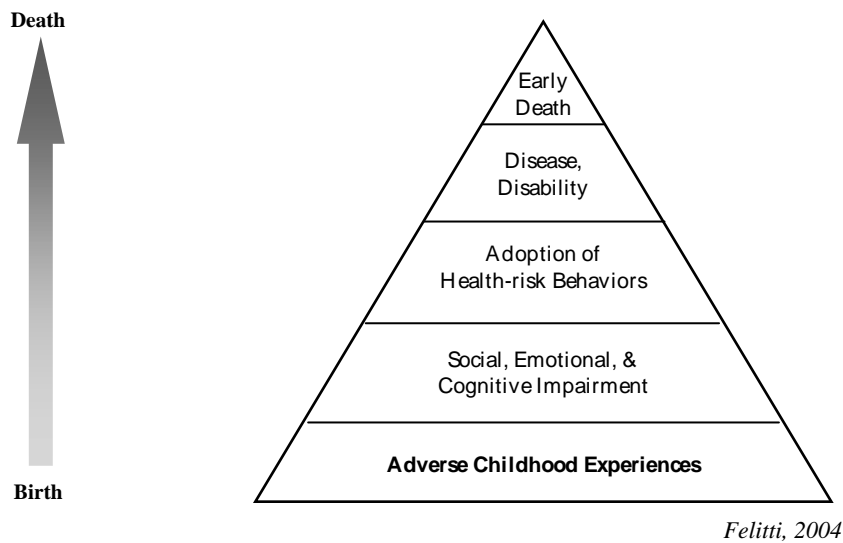 Death
Early
Death
Disease,
Disability
Adoption of
Health-risk Behaviors
Social, Emotional, &
Cognitive Impairment
Adverse Childhood Experiences
Birth
Felitti, 2004